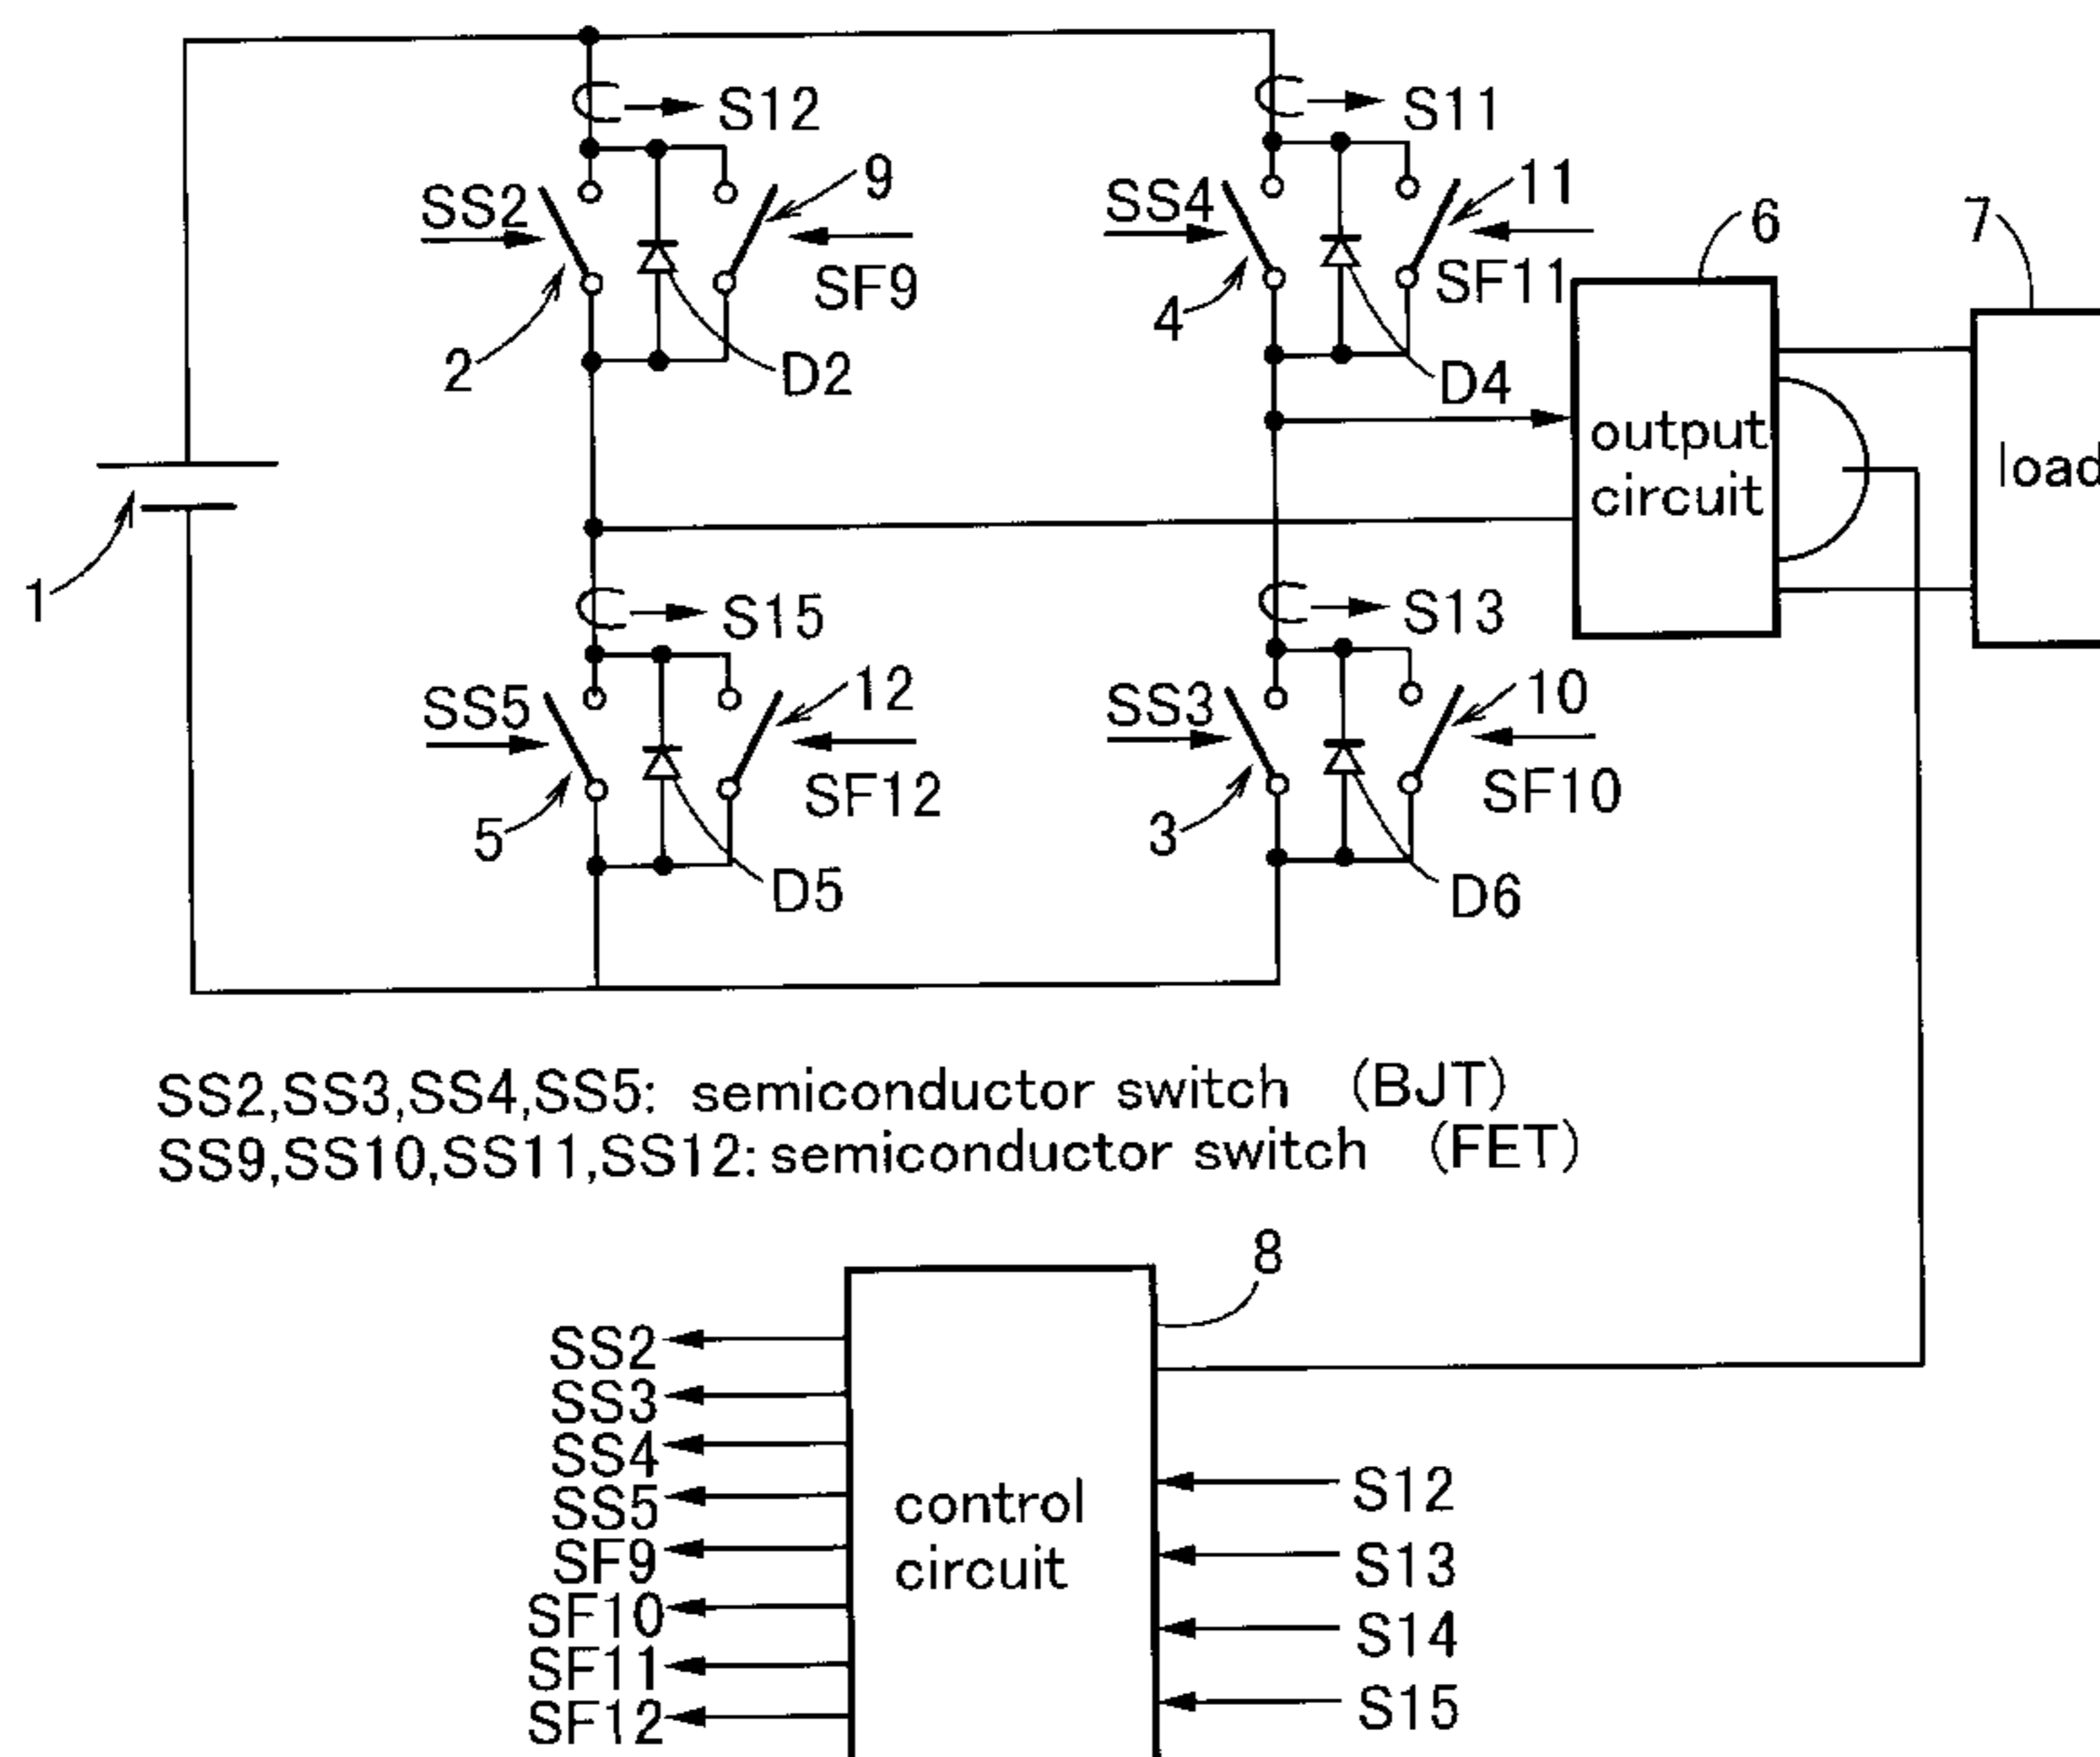 S12
S11
SS2
9
SS4
11
6
7
SF9
SF11
2
D2
4
D4
output
circuit
load
1
S15
S13
SS5
12
SS3
10
SF12
SF10
5
D5
3
D6
SS2,SS3,SS4,SS5: semiconductor switch (BJT)
SS9,SS10,SS11,SS12: semiconductor switch (FET)
8
SS2
SS3
SS4
SS5
SF9
SF10
SF11
SF12
control
circuit
S12
S13
S14
S15